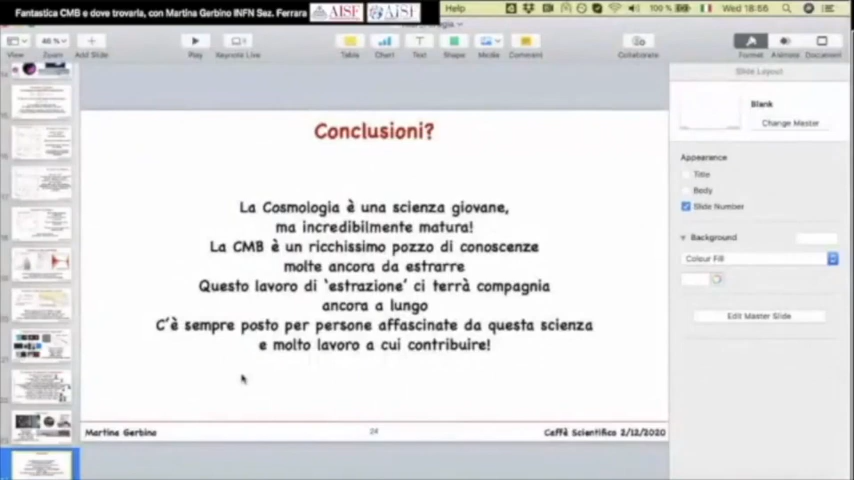 Fantastica CMB e dove trovarla, con Martina Gerbino INFN Sez. Ferrara
AISF
Help
100 %
Wed 18:56
View
Zoom
Add Slide
Play
Keynote Live
Table
Chart
Text
Shape
Media
Comment
Collaborate
Format
Animate
Document
Slide Layout
Blank
Change Master
Appearance
Title
Body
Slide Number
Background
Colour Fill
Edit Master Slide
Conclusioni?
La Cosmologia è una scienza giovane,
ma incredibilmente matura!
La CMB è un ricchissimo pozzo di conoscenze
molte ancora da estrarre
Questo lavoro di ‘estrazione’ ci terrà compagnia
ancora a lungo
C’è sempre posto per persone affascinate da questa scienza
e molto lavoro a cui contribuire!
Martina Gerbino
24
Caffè Scientifico 2/12/2020